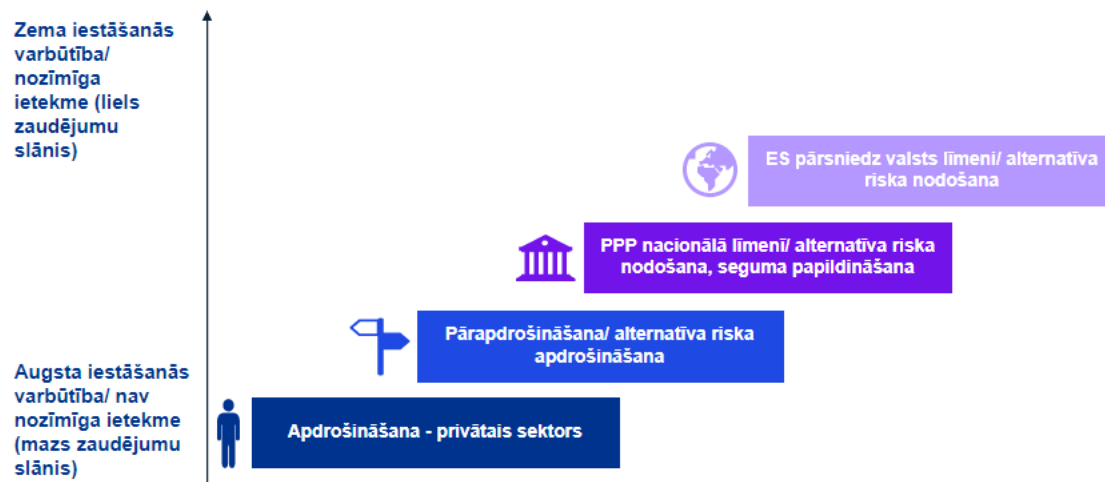 Zema iestāšanās
varbūtība/
nozīmīga
ietekme (liels
zaudējumu
slānis)
ES pārsniedz valsts līmeni/ alternatīva
riska nodošana
PPP nacionālā līmenī/ alternatīva riska
nodošana, seguma papildināšana
Pārapdrošināšana/ alternatīva riska
apdrošināšana
Augsta iestāšanās
varbūtība/ nav
nozīmīga ietekme
(mazs zaudējumu
slānis)
Apdrošināšana - privātais sektors